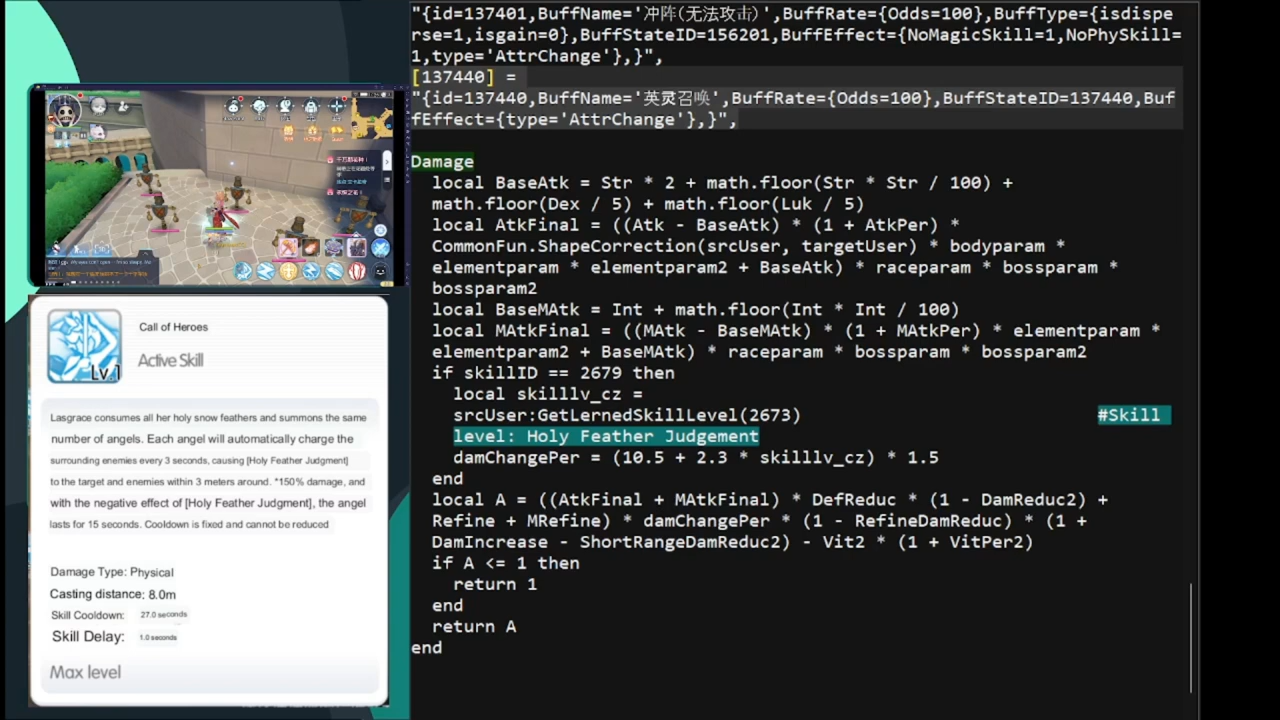 "{id=137401,BuffName='冲阵(无法攻击)',BuffRate={Odds=100},BuffType={isdispe
rse=1,isgain=0},BuffStateID=156201,BuffEffect={NoMagicSkill=1,NoPhySkill=
1,type='AttrChange'},}",
[137440] =
"{id=137440,BuffName='英灵召唤',BuffRate={Odds=100},BuffStateID=137440,Buf
fEffect={type='AttrChange'},}",
Damage
local BaseAtk = Str * 2 + math.floor(Str * Str / 100) +
math.floor(Dex / 5) + math.floor(Luk / 5)
local AtkFinal = ((Atk - BaseAtk) * (1 + AtkPer) *
CommonFun.ShapeCorrection(srcUser, targetUser) * bodyparam *
elementparam * elementparam2 + BaseAtk) * raceparam * bossparam *
bossparam2
local BaseMAtk = Int + math.floor(Int * Int / 100)
local MAtkFinal = ((MAtk - BaseMAtk) * (1 + MAtkPer) * elementparam *
elementparam2 + BaseMAtk) * raceparam * bossparam * bossparam2
if skillID == 2679 then
local skilllv_cz =
srcUser:GetLernedSkillLevel(2673) #Skill
level: Holy Feather Judgement
damChangePer = (10.5 + 2.3 * skilllv_cz) * 1.5
end
local A = ((AtkFinal + MAtkFinal) * DefReduc * (1 - DamReduc2) +
Refine + MRefine) * damChangePer * (1 - RefineDamReduc) * (1 +
DamIncrease - ShortRangeDamReduc2) - Vit2 * (1 + VitPer2)
if A <= 1 then
return 1
end
return A
end
Call of Heroes
Active Skill
Lv.1
Lasgrace consumes all her holy snow feathers and summons the same
number of angels. Each angel will automatically charge the
surrounding enemies every 3 seconds, causing [Holy Feather Judgment]
to the target and enemies within 3 meters around. *150% damage, and
with the negative effect of [Holy Feather Judgment], the angel
lasts for 15 seconds. Cooldown is fixed and cannot be reduced
Damage Type: Physical
Casting distance: 8.0m
Skill Cooldown: 27.0 seconds
Skill Delay: 1.0 seconds
Max level